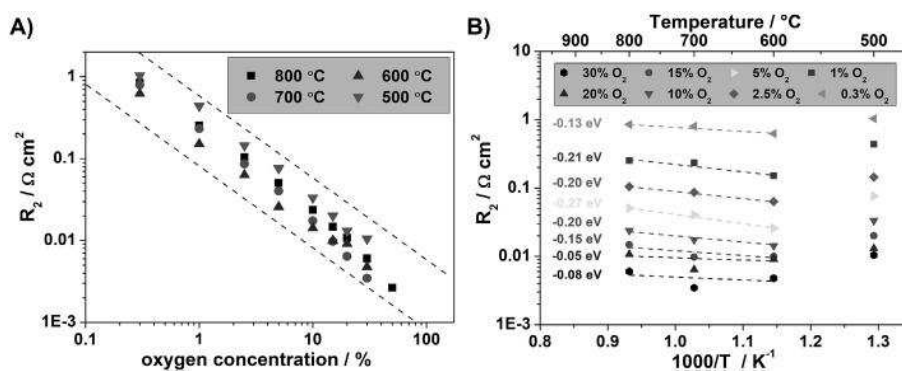 A)
R2 / Ω cm²
1
0.1
0.01
1E-3
800 °C 600 °C
700 °C 500 °C
0.1 1 10 100
oxygen concentration / %
B)
Temperature / °C
900 800 700 600 500
R2 / Ω cm²
10
1
0.1
0.01
1E-3
30% O2 15% O2 5% O2 1% O2
20% O2 10% O2 2.5% O2 0.3% O2
-0.13 eV
-0.21 eV
-0.20 eV
-0.27 eV
-0.20 eV
-0.15 eV
-0.05 eV
-0.08 eV
0.8 0.9 1.0 1.1 1.2 1.3 1.4
1000/T / K⁻¹